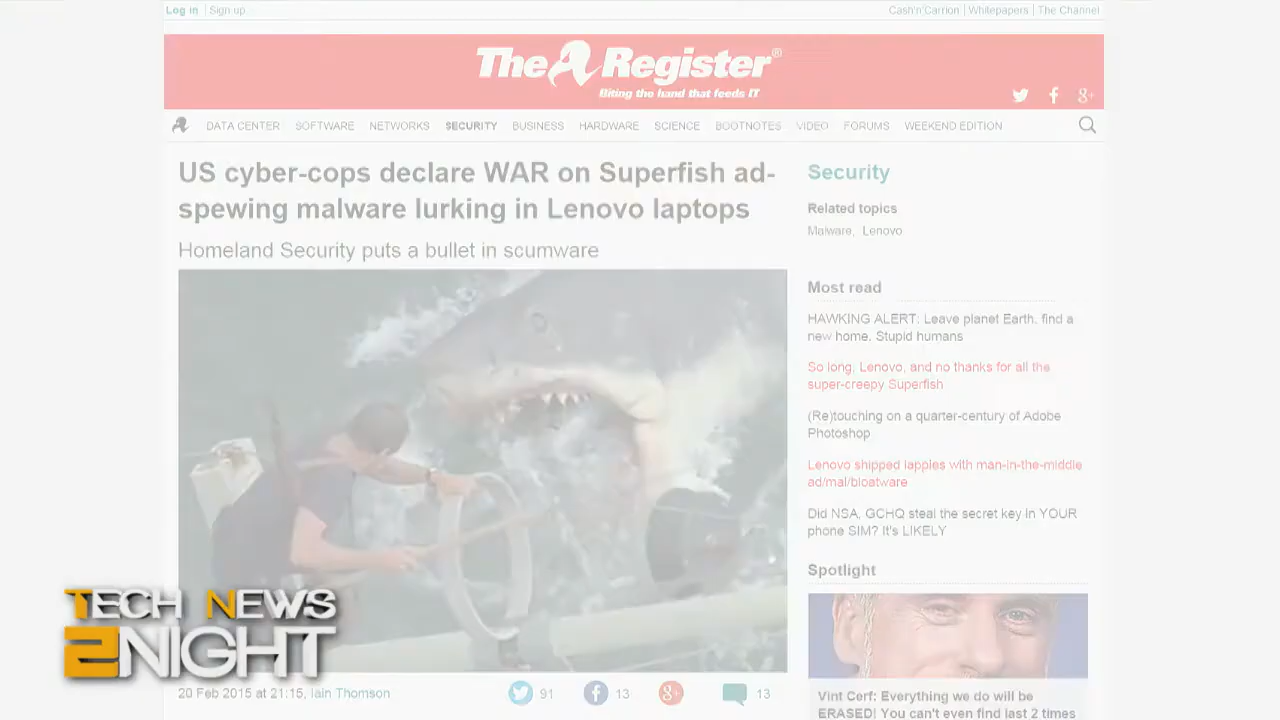 Log in | Sign up
Cash'n'Carrion | Whitepapers | The Channel
The Register®
Biting the hand that feeds IT
DATA CENTER SOFTWARE NETWORKS SECURITY BUSINESS HARDWARE SCIENCE BOOTNOTES VIDEO FORUMS WEEKEND EDITION
US cyber-cops declare WAR on Superfish ad-
spewing malware lurking in Lenovo laptops
Homeland Security puts a bullet in scumware
20 Feb 2015 at 21:15, Iain Thomson
91
13
8+
13
Security
Related topics
Malware, Lenovo
Most read
HAWKING ALERT: Leave planet Earth, find a
new home. Stupid humans
So long, Lenovo, and no thanks for all the
super-creepy Superfish
(Re)touching on a quarter-century of Adobe
Photoshop
Lenovo shipped lapples with man-in-the-middle
ad/mal/bloatware
Did NSA, GCHQ steal the secret key in YOUR
phone SIM? It's LIKELY
Spotlight
Vint Cerf: Everything we do will be
ERASED! You can't even find last 2 times
TECH NEWS
2NIGHT